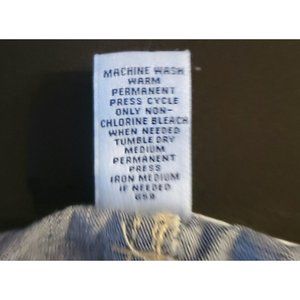 MACHINE WASH
WARM
PERMANENT
PRESS CYCLE
ONLY NON-
CHLORINE BLEACH
WHEN NEEDED
TUMBLE DRY
MEDIUM
PERMANENT
PRESS
IRON MEDIUM
IF NEEDED